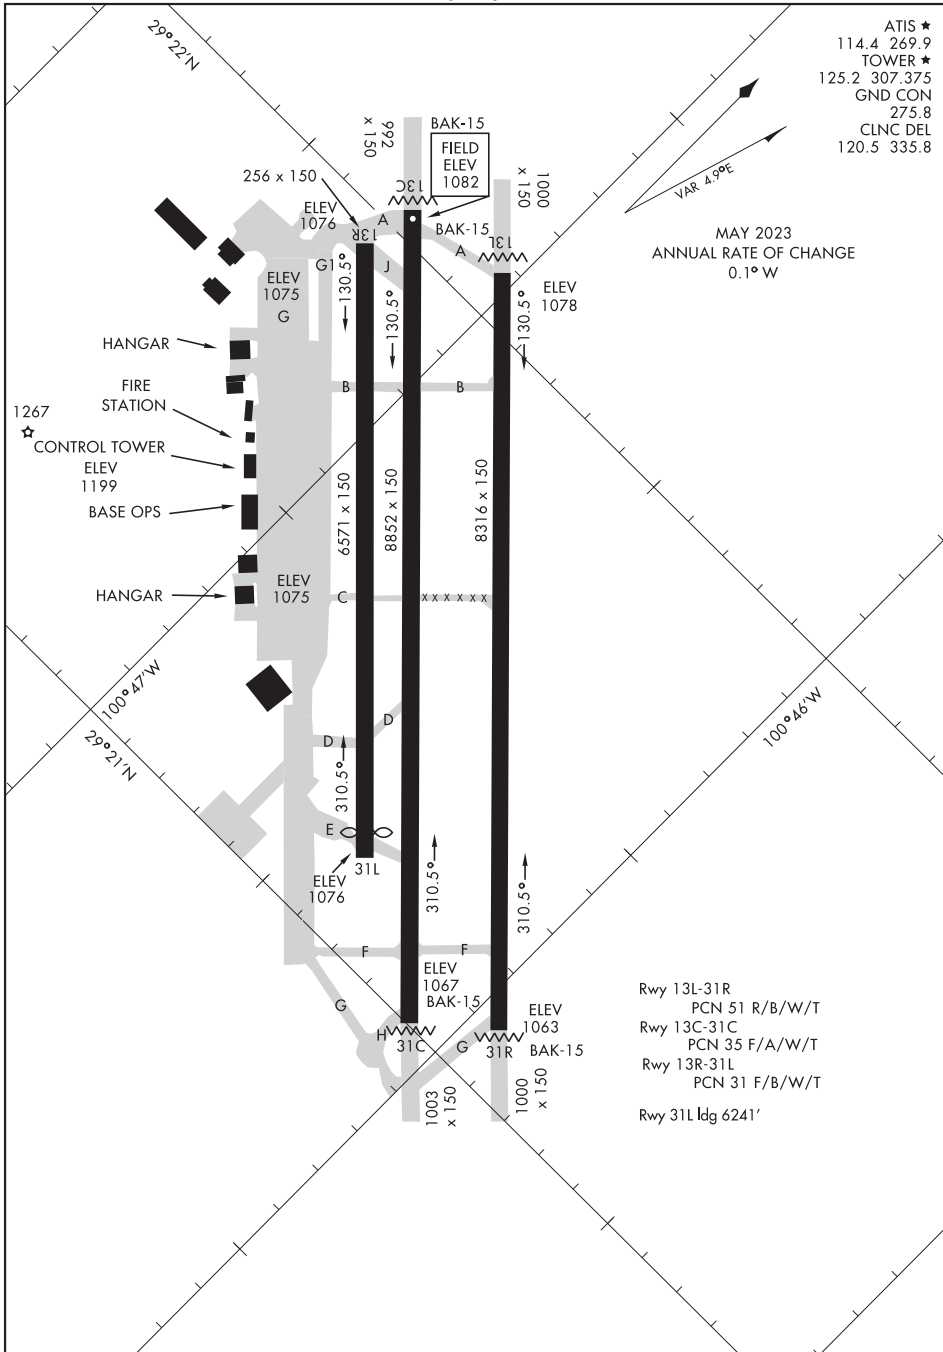 29°22'N
ATIS ★
114.4 269.9
TOWER ★
125.2 307.375
GND CON
275.8
CLNC DEL
120.5 335.8
VAR 4.9°E
MAY 2023
ANNUAL RATE OF CHANGE
0.1° W
992
x 150
BAK-15
FIELD
ELEV
1082
1000
x 150
256 x 150
13C
ELEV
1076
13R
A
BAK-15
A
13L
G1
J
ELEV
1075
G
130.5°
130.5°
130.5°
ELEV
1078
HANGAR
B
B
FIRE
STATION
1267
CONTROL TOWER
ELEV
1199
BASE OPS
6571 x 150
8852 x 150
8316 x 150
HANGAR
ELEV
1075
C
X X X X X X
100°47'W
29°21'N
100°46'W
D
D
310.5°
E
31L
ELEV
1076
310.5°
310.5°
F
F
ELEV
1067
BAK-15
G
H
31C
ELEV
1063
G
31R
BAK-15
1003
x 150
1000
x 150
Rwy 13L-31R
PCN 51 R/B/W/T
Rwy 13C-31C
PCN 35 F/A/W/T
Rwy 13R-31L
PCN 31 F/B/W/T
Rwy 31L ldg 6241'